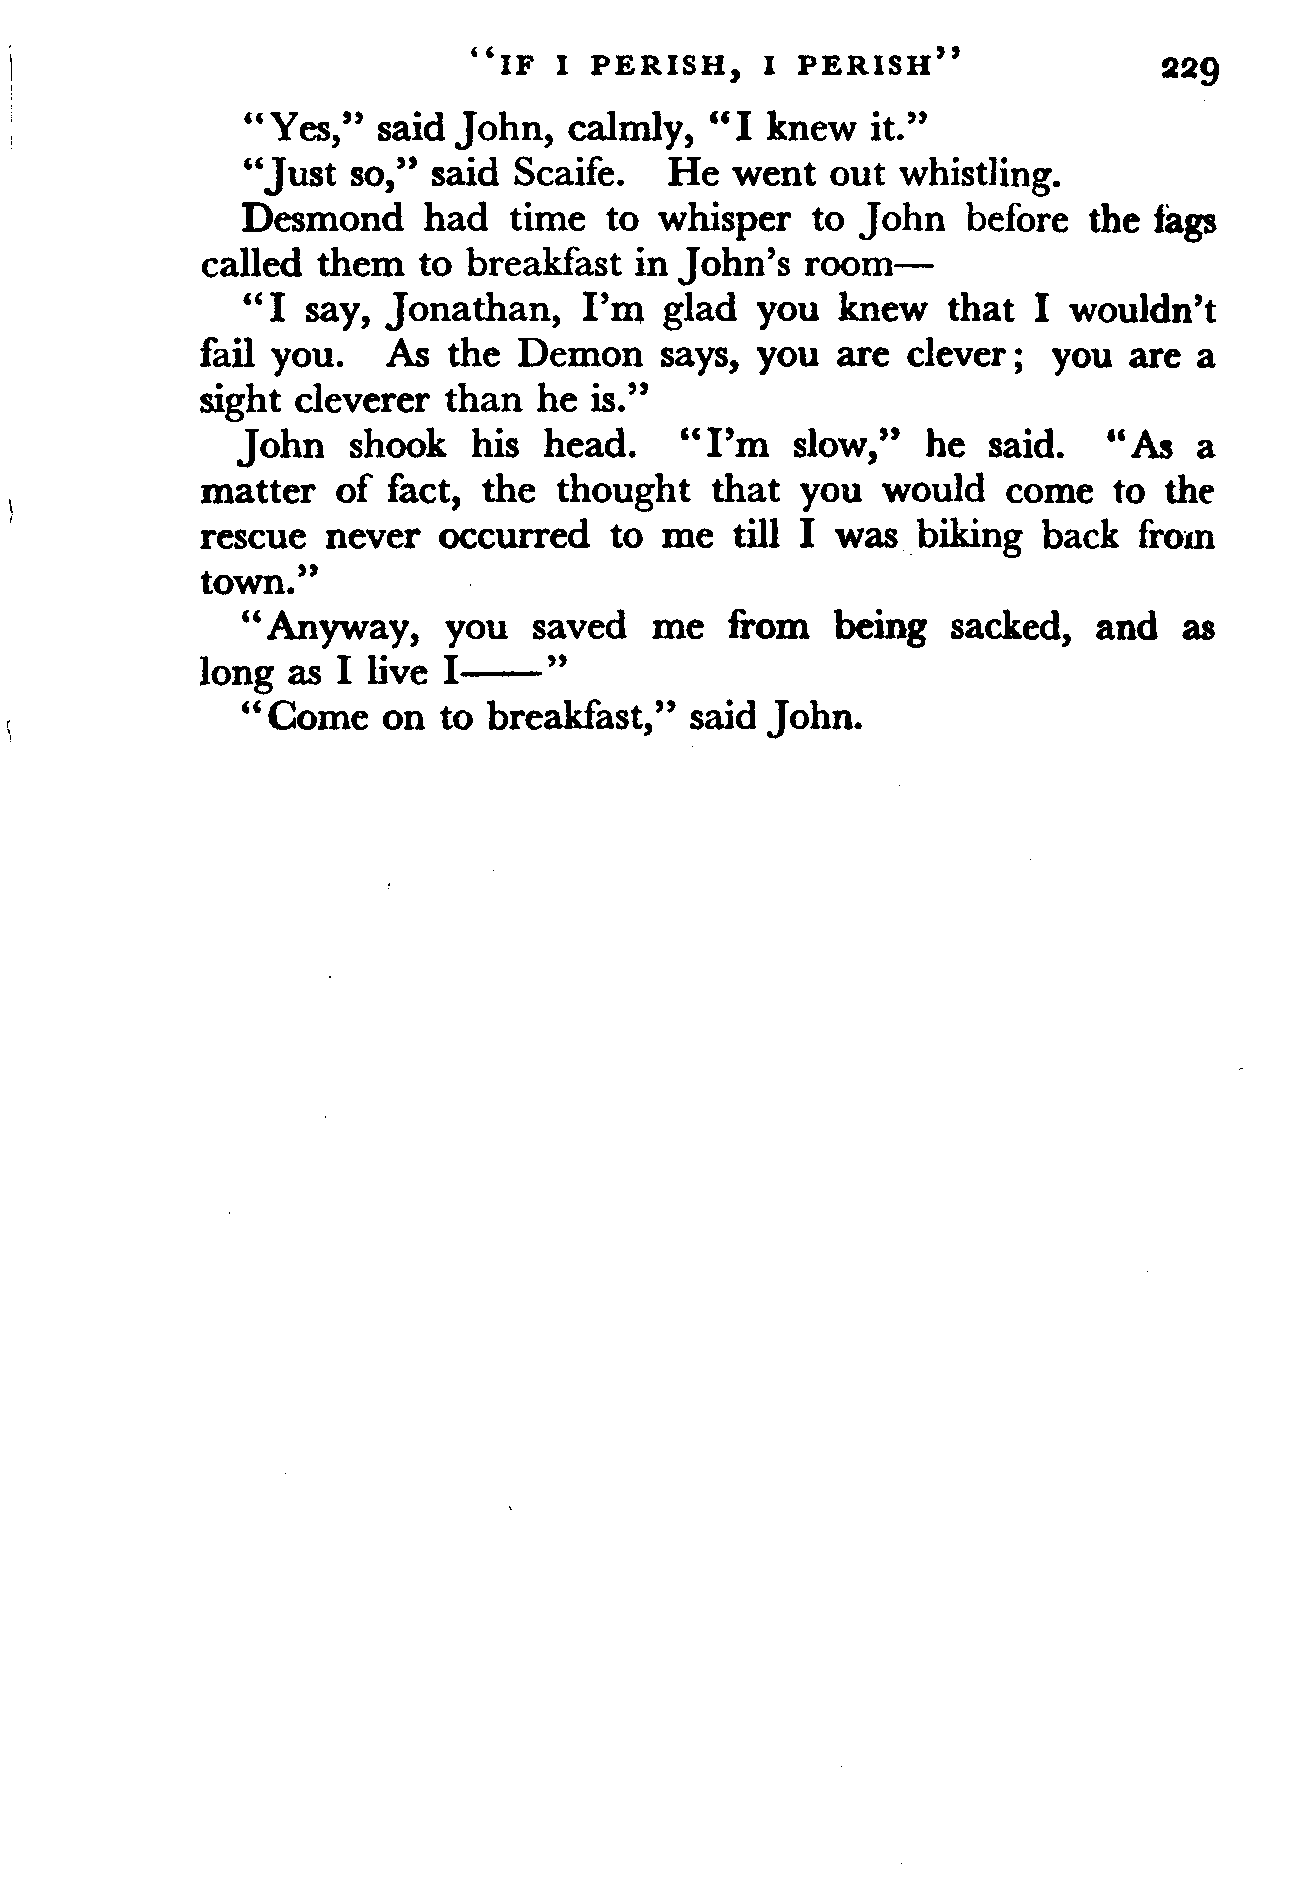 “IF I PERISH, I PERISH” 229
“Yes,” said John, calmly, “I knew it.”
“Just so,” said Scaife. He went out whistling.
Desmond had time to whisper to John before the fags
called them to breakfast in John’s room—
“I say, Jonathan, I’m glad you knew that I wouldn’t
fail you. As the Demon says, you are clever; you are a
sight cleverer than he is.”
John shook his head. “I’m slow,” he said. “As a
matter of fact, the thought that you would come to the
rescue never occurred to me till I was biking back from
town.”
“Anyway, you saved me from being sacked, and as
long as I live I——”
“Come on to breakfast,” said John.